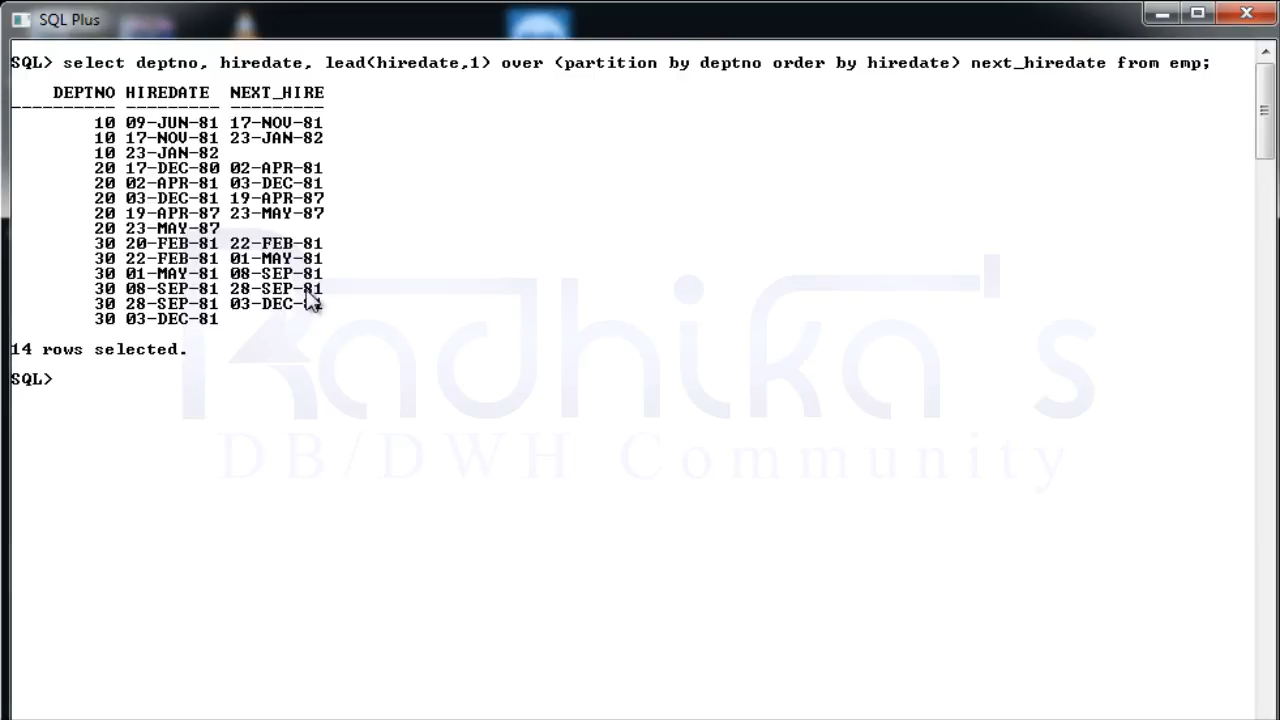 SQL Plus
SQL> select deptno, hiredate, lead(hiredate,1) over (partition by deptno order by hiredate) next_hiredate from emp;
DEPTNO HIREDATE NEXT_HIRE
---------- --------- ---------
10 09-JUN-81 17-NOV-81
10 17-NOV-81 23-JAN-82
10 23-JAN-82
20 17-DEC-80 02-APR-81
20 02-APR-81 03-DEC-81
20 03-DEC-81 19-APR-87
20 19-APR-87 23-MAY-87
20 23-MAY-87
30 20-FEB-81 22-FEB-81
30 22-FEB-81 01-MAY-81
30 01-MAY-81 08-SEP-81
30 08-SEP-81 28-SEP-81
30 28-SEP-81 03-DEC-
30 03-DEC-81
14 rows selected.
SQL>
Radhika's
DB/DWH Community